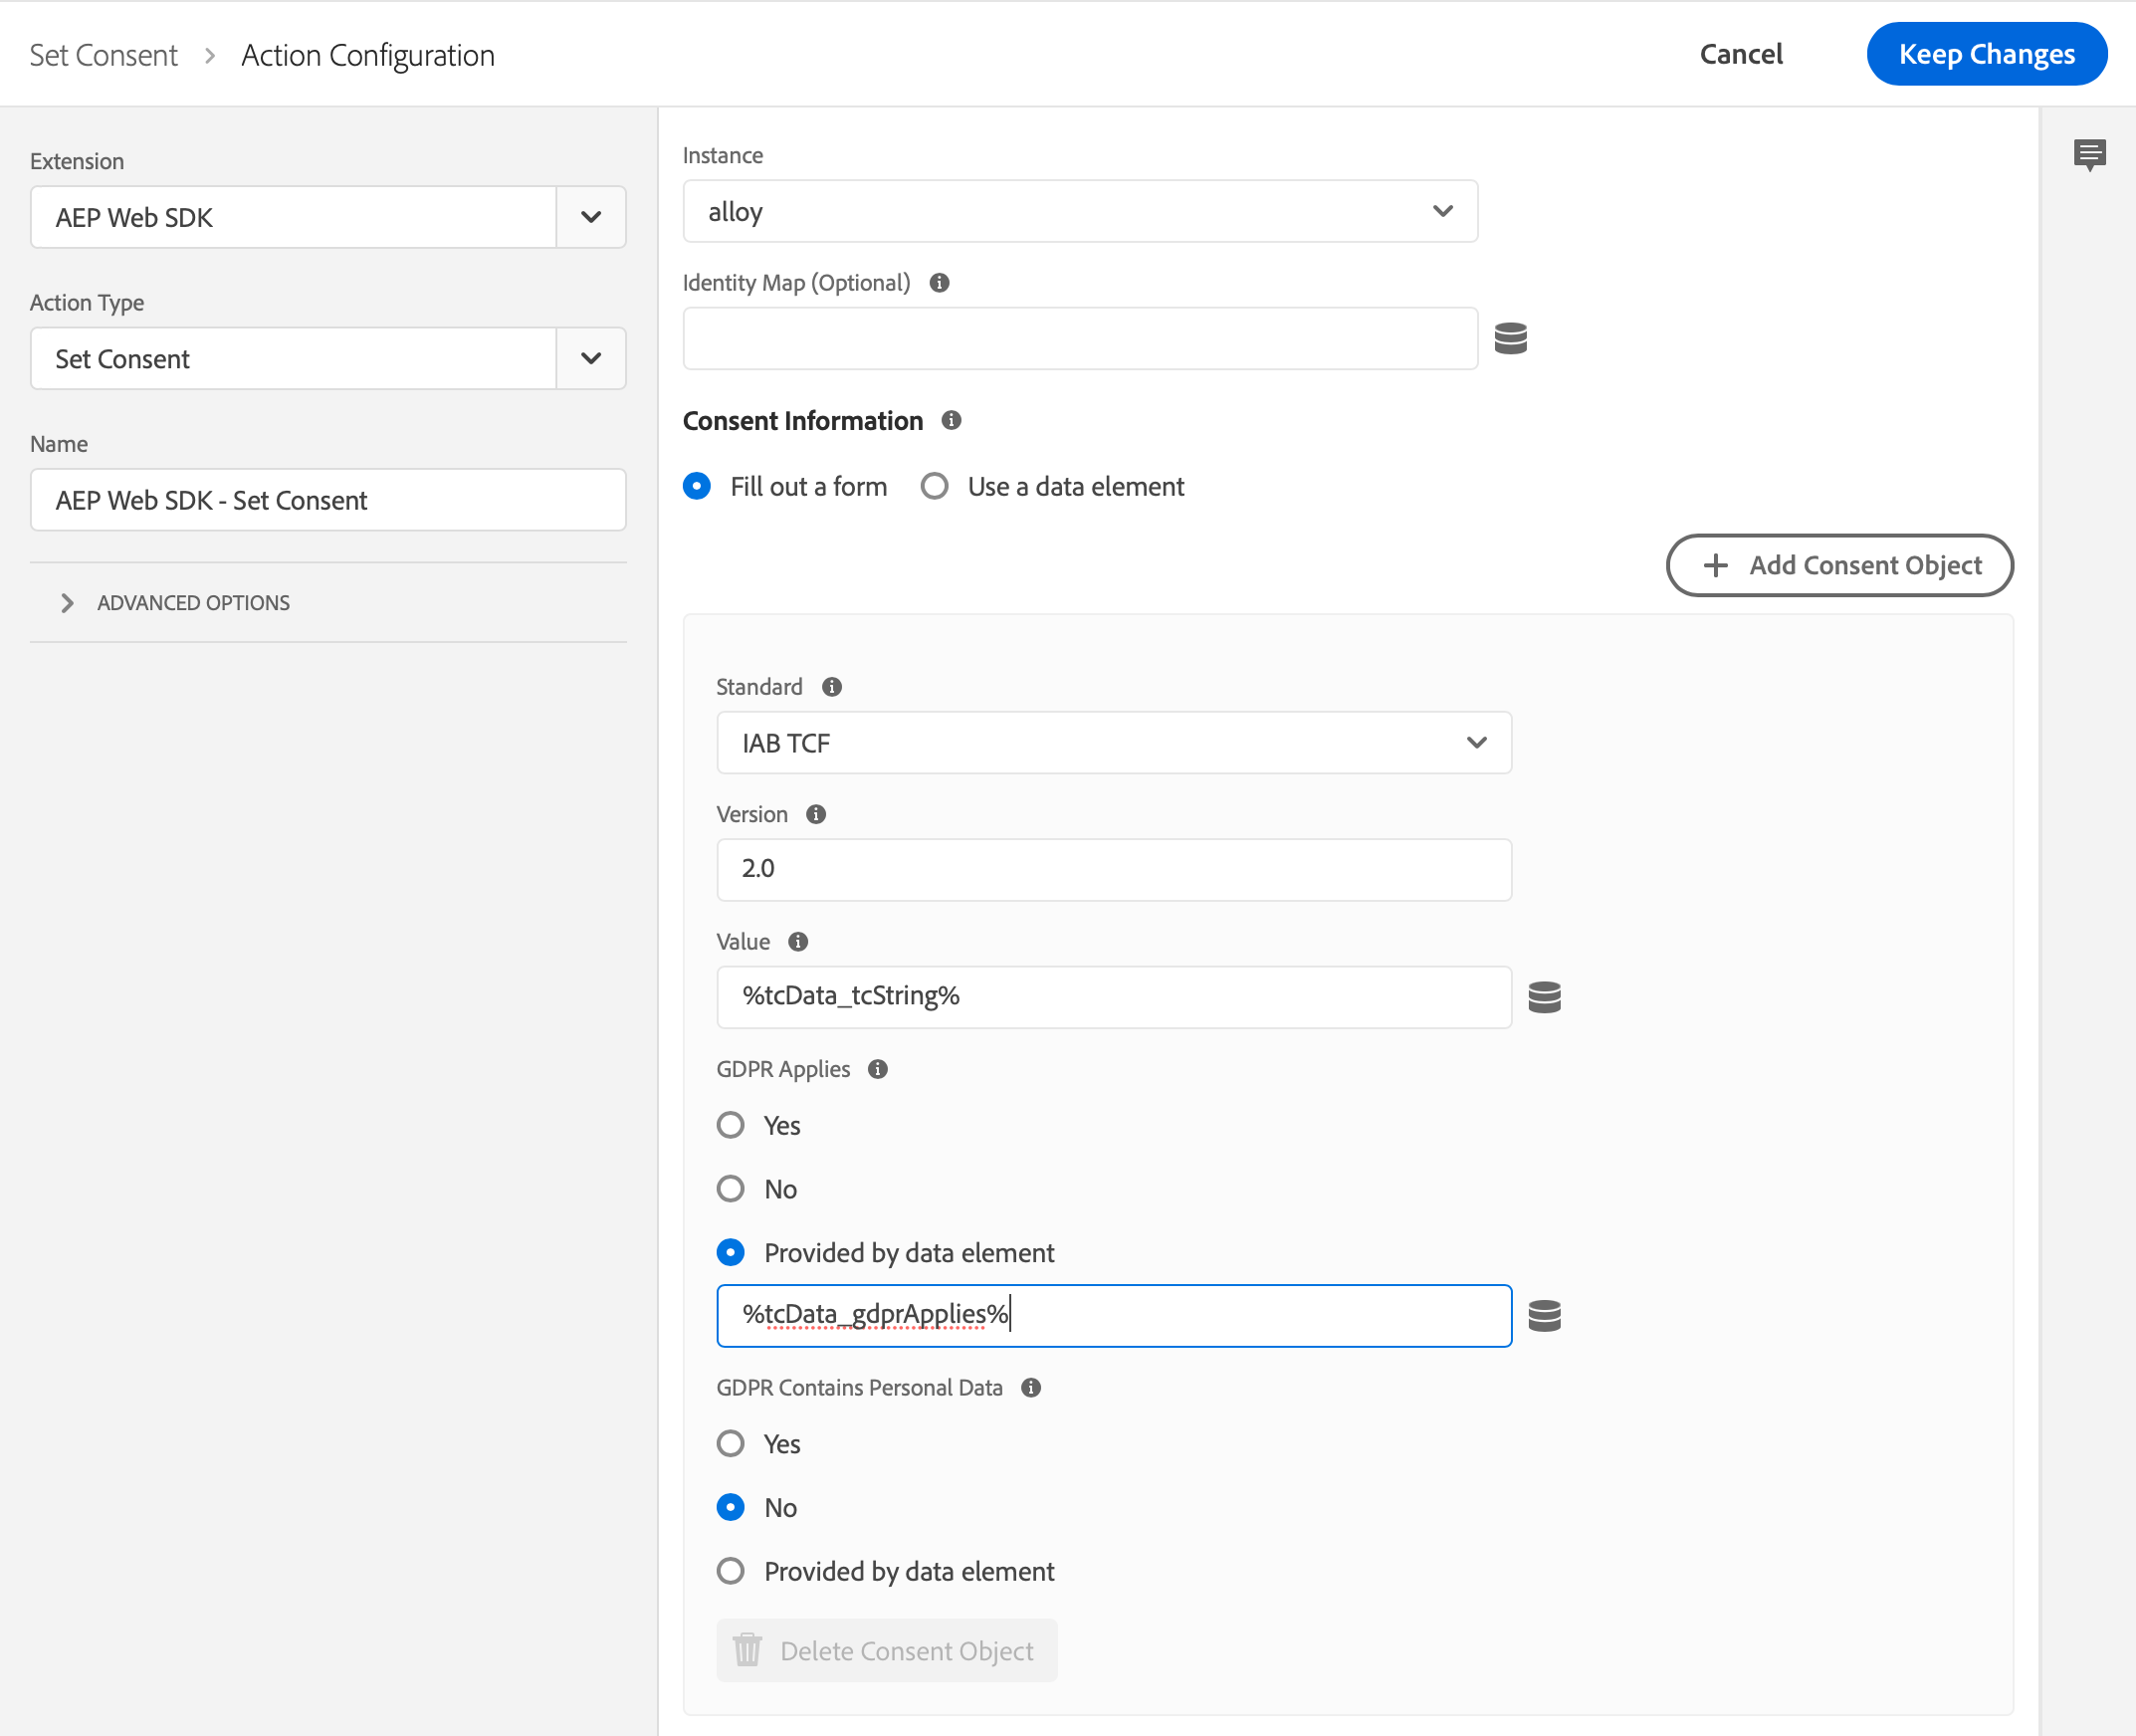 Set Consent > Action Configuration
Cancel
Keep Changes
Extension
AEP Web SDK
Action Type
Set Consent
Name
AEP Web SDK - Set Consent
ADVANCED OPTIONS
Instance
alloy
Identity Map (Optional)
Consent Information
Fill out a form
Use a data element
Add Consent Object
Standard
IAB TCF
Version
2.0
Value
%tcData_tcString%
GDPR Applies
Yes
No
Provided by data element
%tcData_gdprApplies%
GDPR Contains Personal Data
Yes
No
Provided by data element
Delete Consent Object